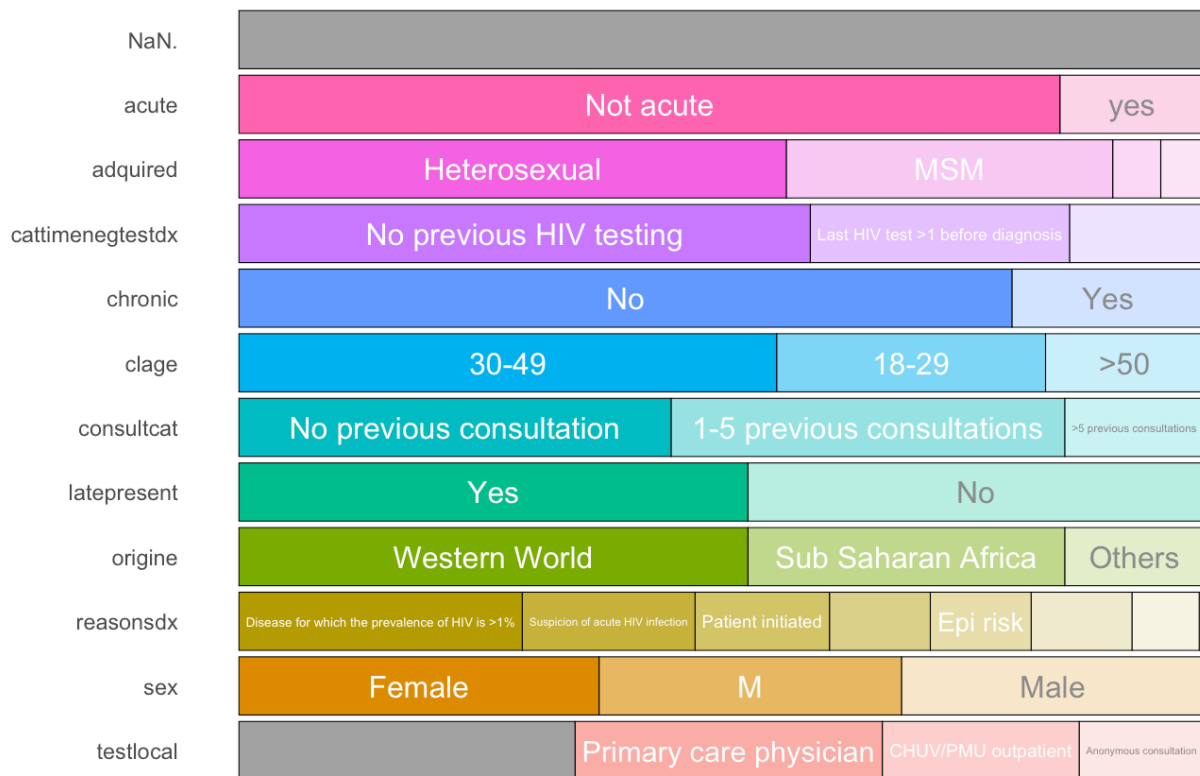 NaN.
acute Not acute yes
adquired Heterosexual MSM
cattimenegtestdx No previous HIV testing Last HIV test >1 before diagnosis
chronic No Yes
clage 30-49 18-29 >50
consultcat No previous consultation 1-5 previous consultations >5 previous consultations
latepresent Yes No
origine Western World Sub Saharan Africa Others
reasonsdx Disease for which the prevalence of HIV is >1% Suspicion of acute HIV infection Patient initiated Epi risk
sex Female M Male
testlocal Primary care physician CHUV/PMU outpatient Anonymous consultation